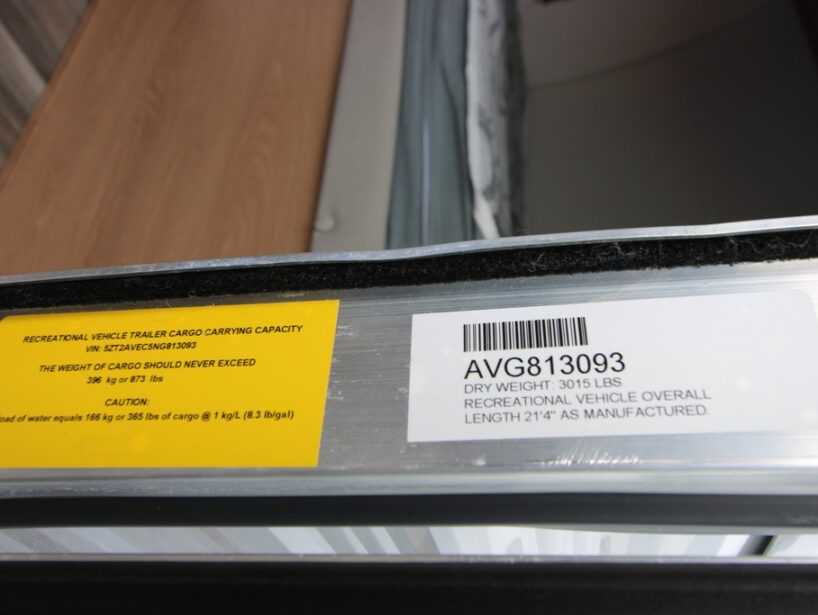 RECREATIONAL VEHICLE TRAILER CARGO CARRYING CAPACITY
VIN: 5ZT2AVEC5NG813093
THE WEIGHT OF CARGO SHOULD NEVER EXCEED
396 kg or 873 lbs
CAUTION:
load of water equals 166 kg or 365 lbs of cargo @ 1 kg/L (8.3 lb/gal)
AVG813093
DRY WEIGHT: 3015 LBS
RECREATIONAL VEHICLE OVERALL
LENGTH 21'4" AS MANUFACTURED.